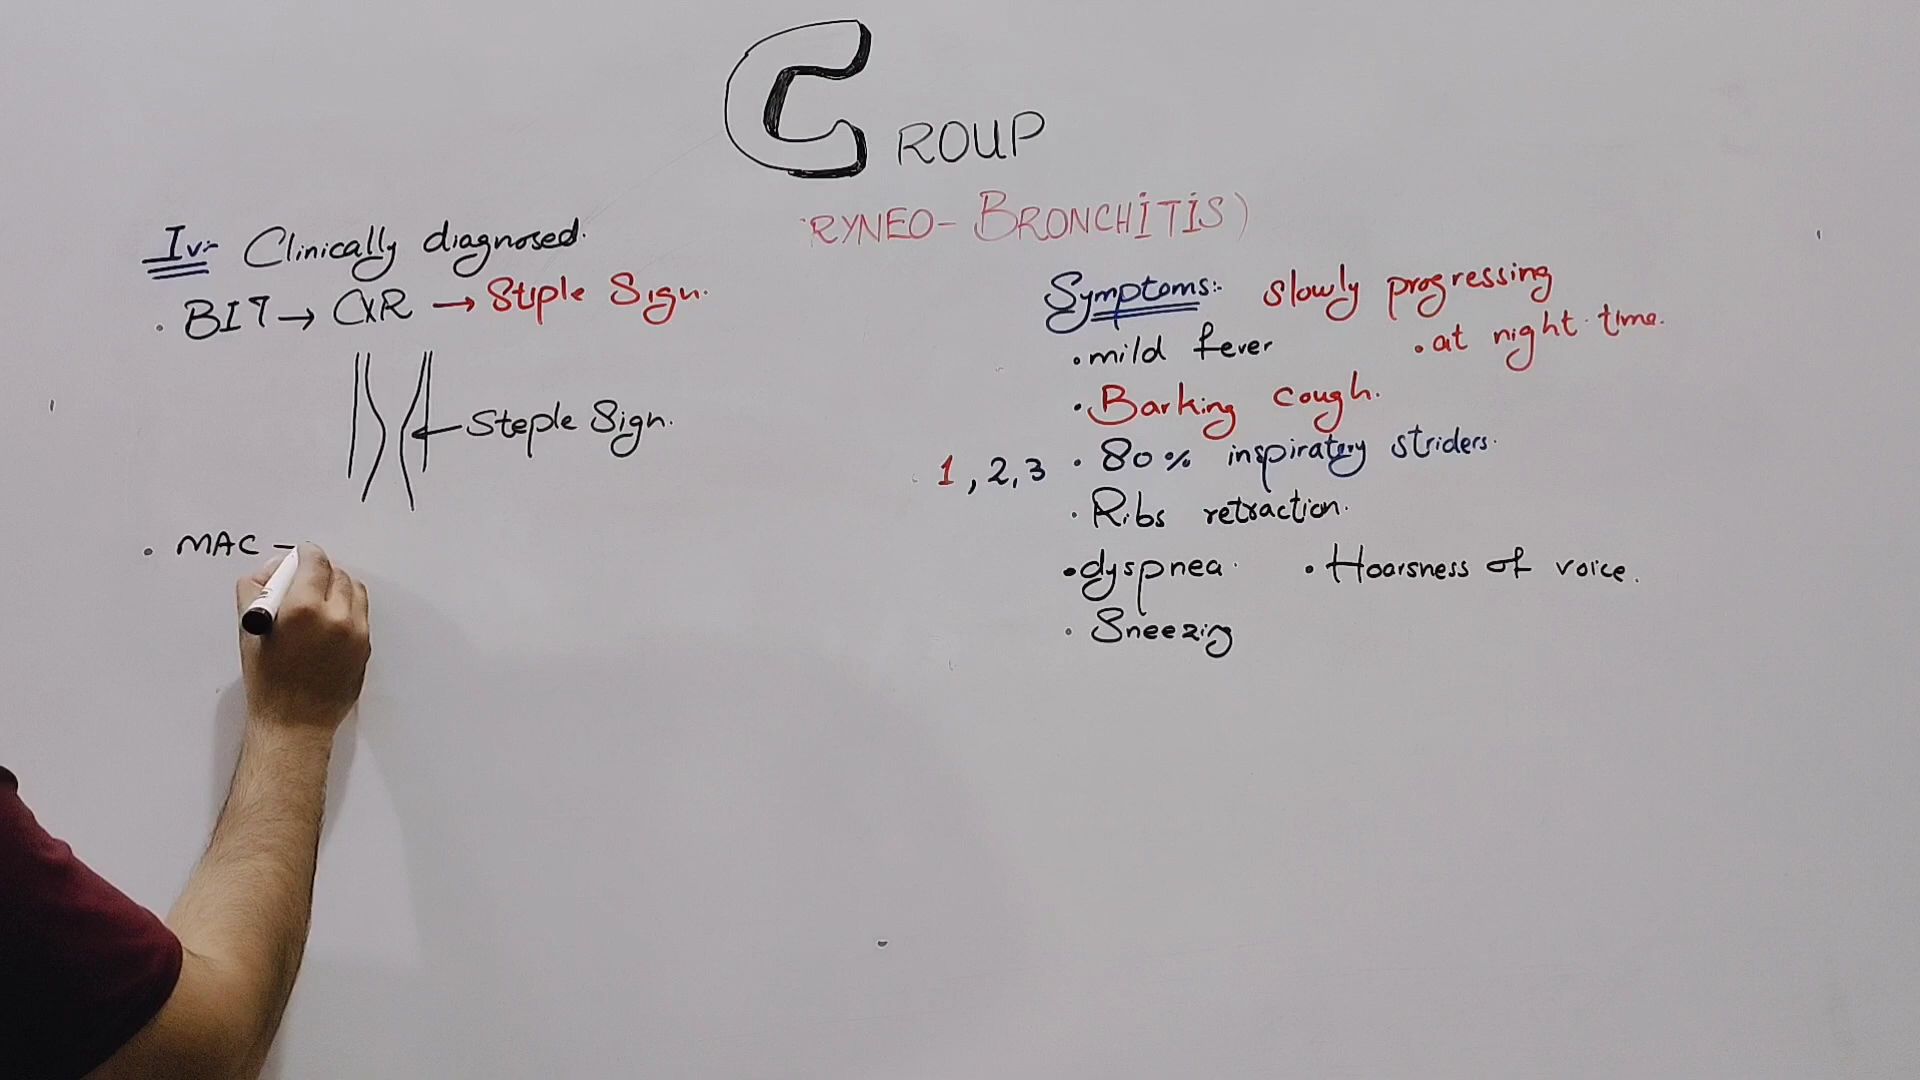 CROUP
RYNEO-BRONCHITIS)
Iv:- Clinically diagnosed.
• BIT → CXR → Stiple Sign.
Steple Sign.
• MAC –
Symptoms:- slowly progressing
• mild fever • at night time.
• Barking cough.
1, 2, 3 • 80% inspiratory striders.
• Ribs retraction.
• dyspnea. • Hoarsness of voice.
• Sneezing